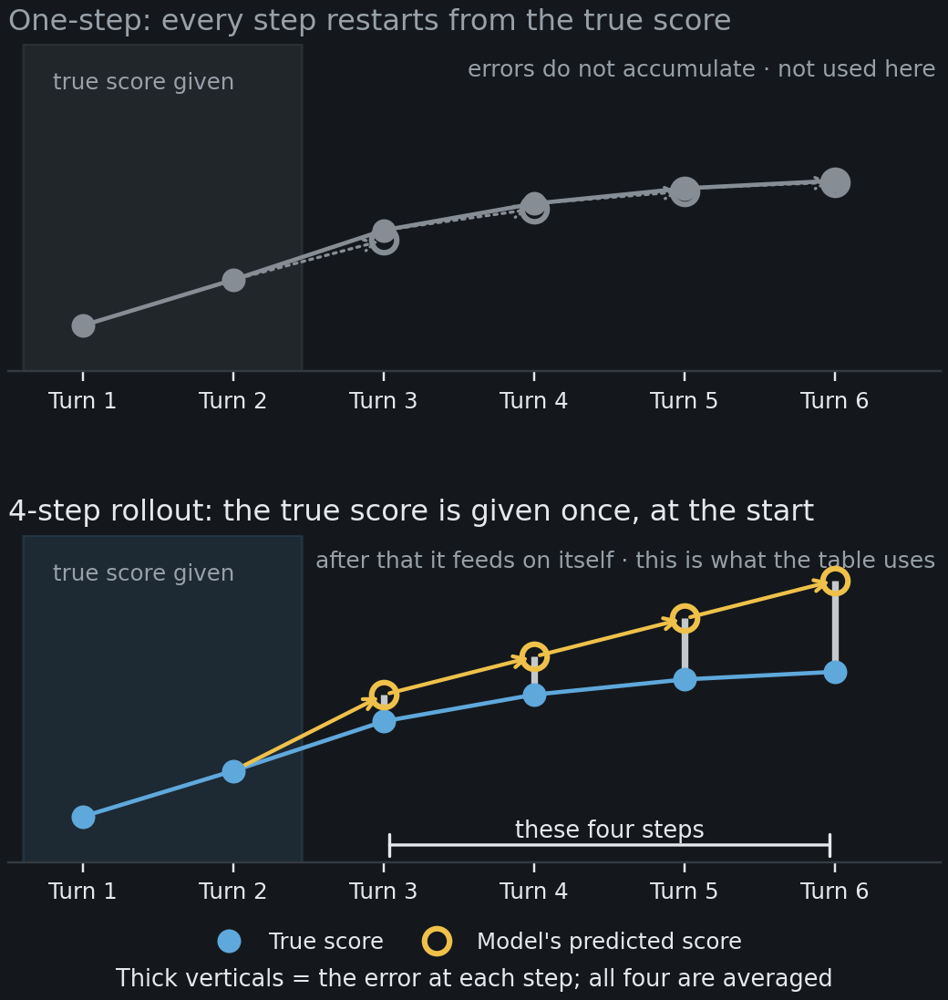 One-step: every step restarts from the true score
errors do not accumulate · not used here
true score given
Turn 1
Turn 2
Turn 3
Turn 4
Turn 5
Turn 6
4-step rollout: the true score is given once, at the start
after that it feeds on itself · this is what the table uses
true score given
these four steps
Turn 1
Turn 2
Turn 3
Turn 4
Turn 5
Turn 6
True score
Model's predicted score
Thick verticals = the error at each step; all four are averaged